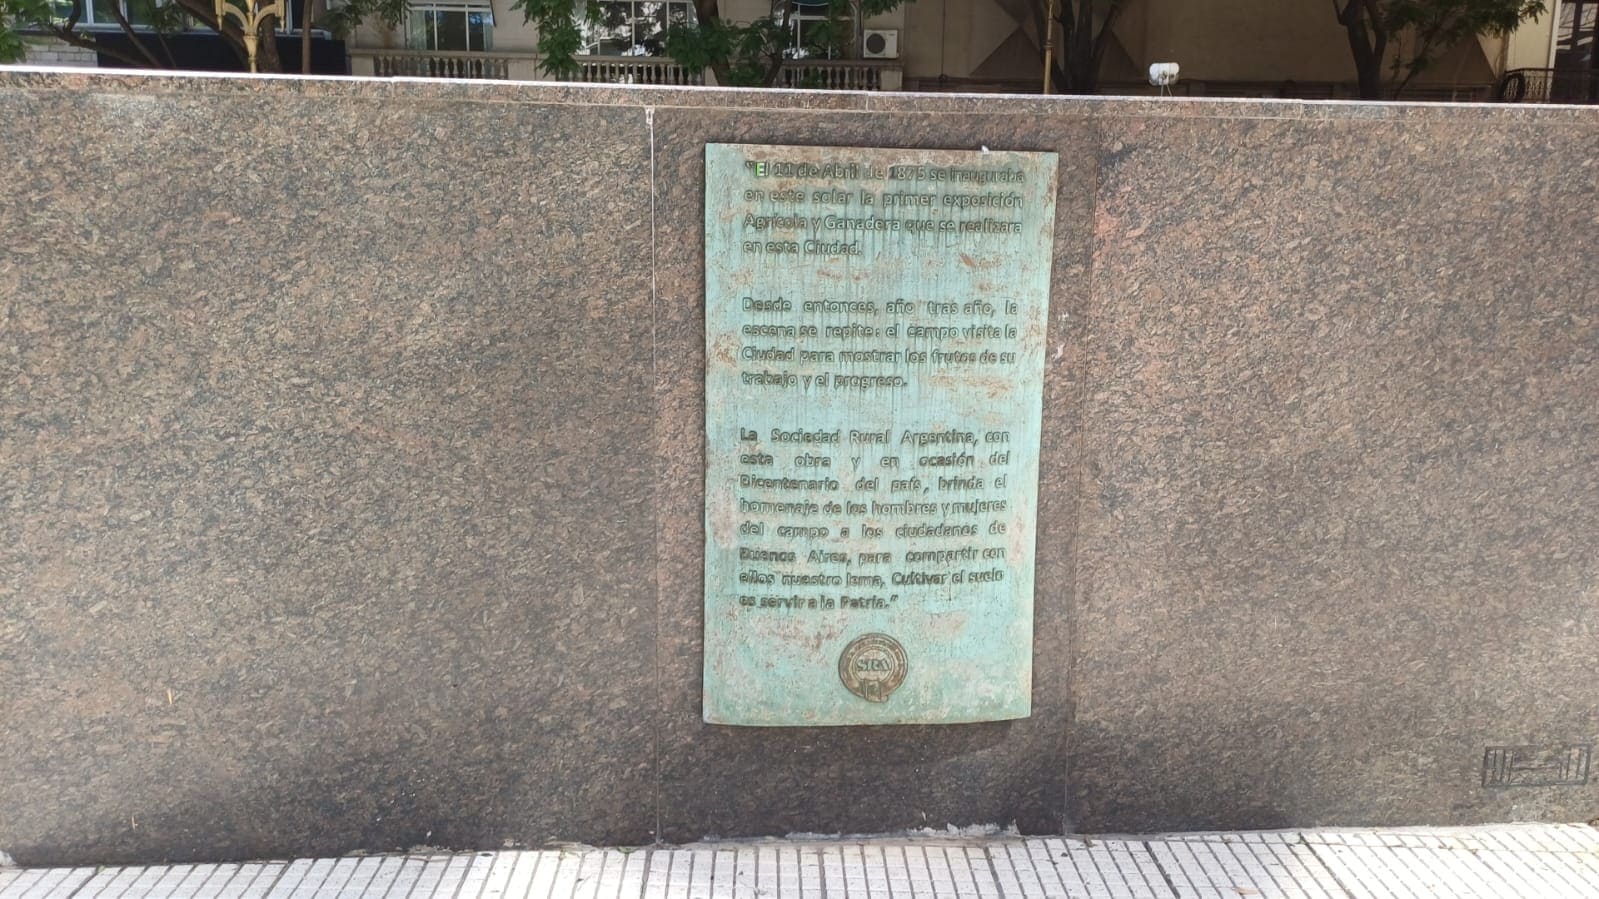 “El 11 de Abril de 1875 se inauguraba
en este solar la primer exposición
Agrícola y Ganadera que se realizara
en esta Ciudad.
Desde entonces, año tras año, la
escena se repite: el campo visita la
Ciudad para mostrar los frutos de su
trabajo y el progreso.
La Sociedad Rural Argentina, con
esta obra y en ocasión del
Bicentenario del país, brinda el
homenaje de los hombres y mujeres
del campo a los ciudadanos de
Buenos Aires, para compartir con
ellos nuestro lema, Cultivar el suelo
es servir a la Patria.”
SRA